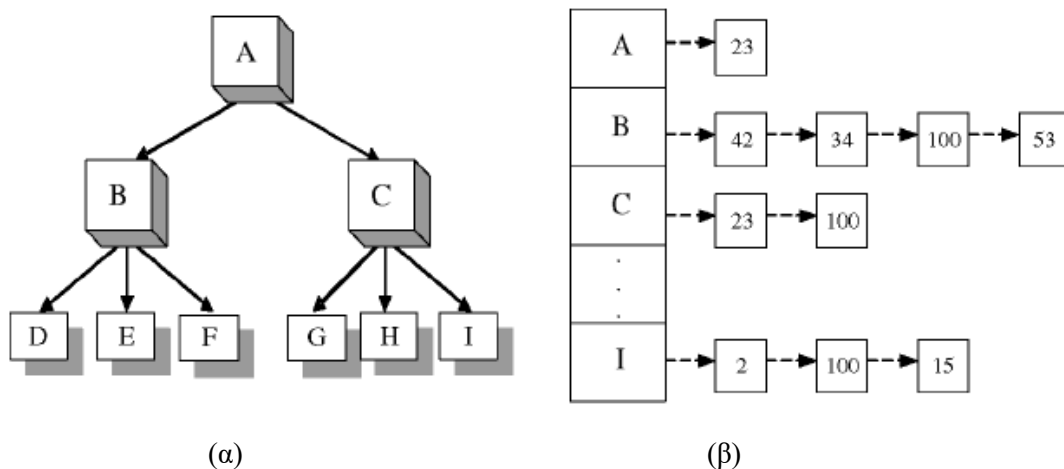 A
B C
D E F G H I
(α)
A 23
B 42 34 100 53
C 23 100
.
.
.
I 2 100 15
(β)